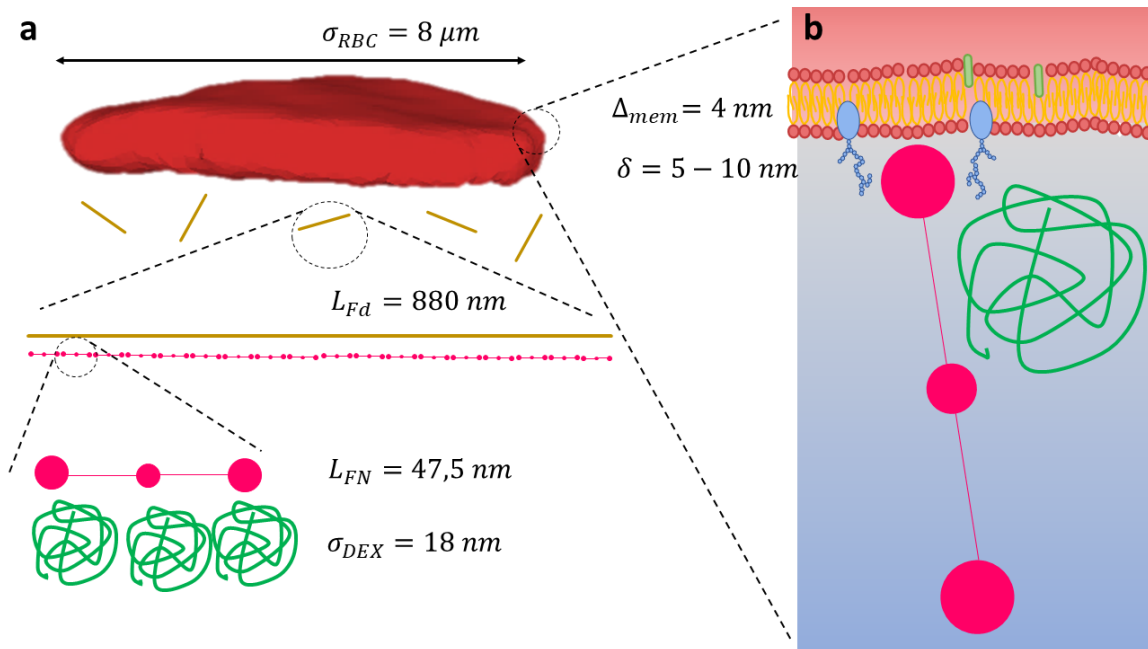 a
σ_RBC = 8 μm
b
Δ_mem = 4 nm
δ = 5 − 10 nm
L_Fd = 880 nm
L_FN = 47,5 nm
σ_DEX = 18 nm